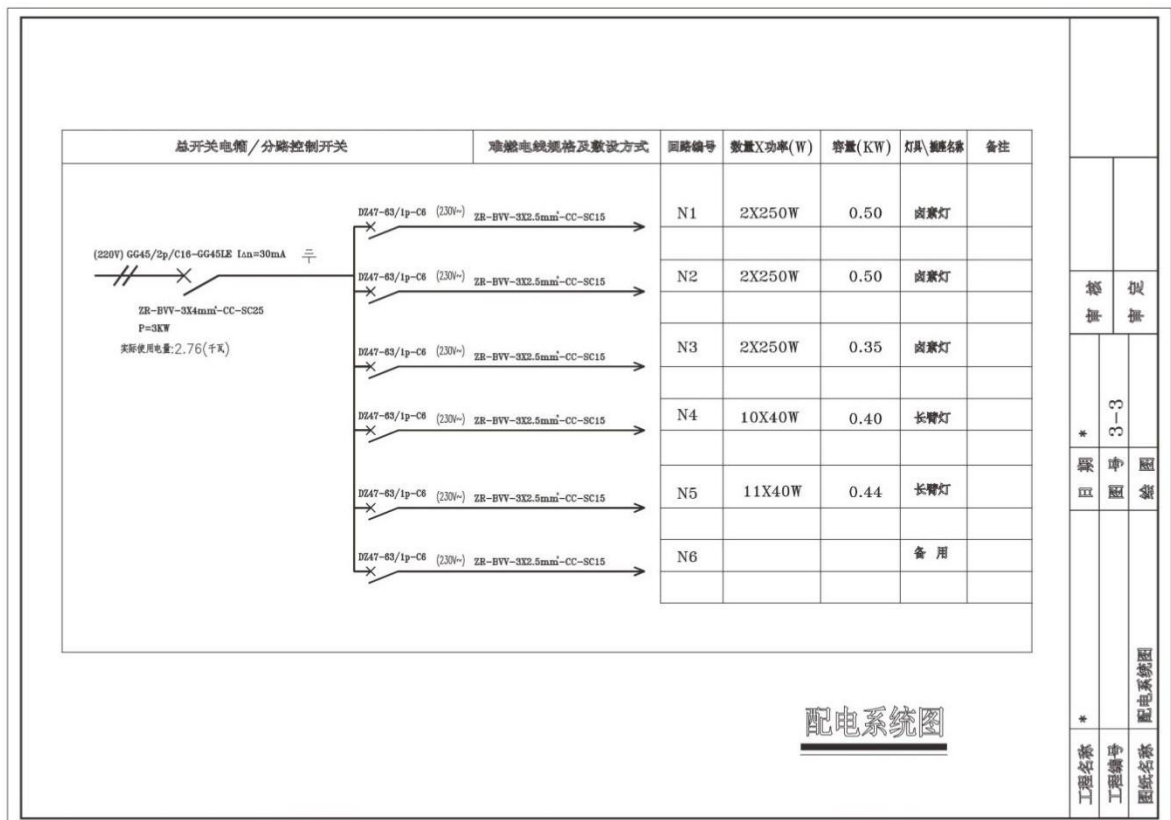 总开关电箱/分路控制开关 难燃电线规格及敷设方式 回路编号 数量X功率(W) 容量(KW) 灯具\插座名称 备注
DZ47-63/1p-C6 (230V~) ZR-BVV-3X2.5mm²-CC-SC15 N1 2X250W 0.50 卤素灯
(220V) GG45/2p/C16-GG45LE I△n=30mA
DZ47-63/1p-C6 (230V~) ZR-BVV-3X2.5mm²-CC-SC15 N2 2X250W 0.50 卤素灯
ZR-BVV-3X4mm²-CC-SC25
P=3KW
实际使用电量:2.76(千瓦)
DZ47-63/1p-C6 (230V~) ZR-BVV-3X2.5mm²-CC-SC15 N3 2X250W 0.35 卤素灯
DZ47-63/1p-C6 (230V~) ZR-BVV-3X2.5mm²-CC-SC15 N4 10X40W 0.40 长臂灯
DZ47-63/1p-C6 (230V~) ZR-BVV-3X2.5mm²-CC-SC15 N5 11X40W 0.44 长臂灯
DZ47-63/1p-C6 (230V~) ZR-BVV-3X2.5mm²-CC-SC15 N6 备 用
配电系统图
审 核
审 定
日 期 *
图 号 3-3
绘 图
工程名称 *
工程编号
图纸名称 配电系统图